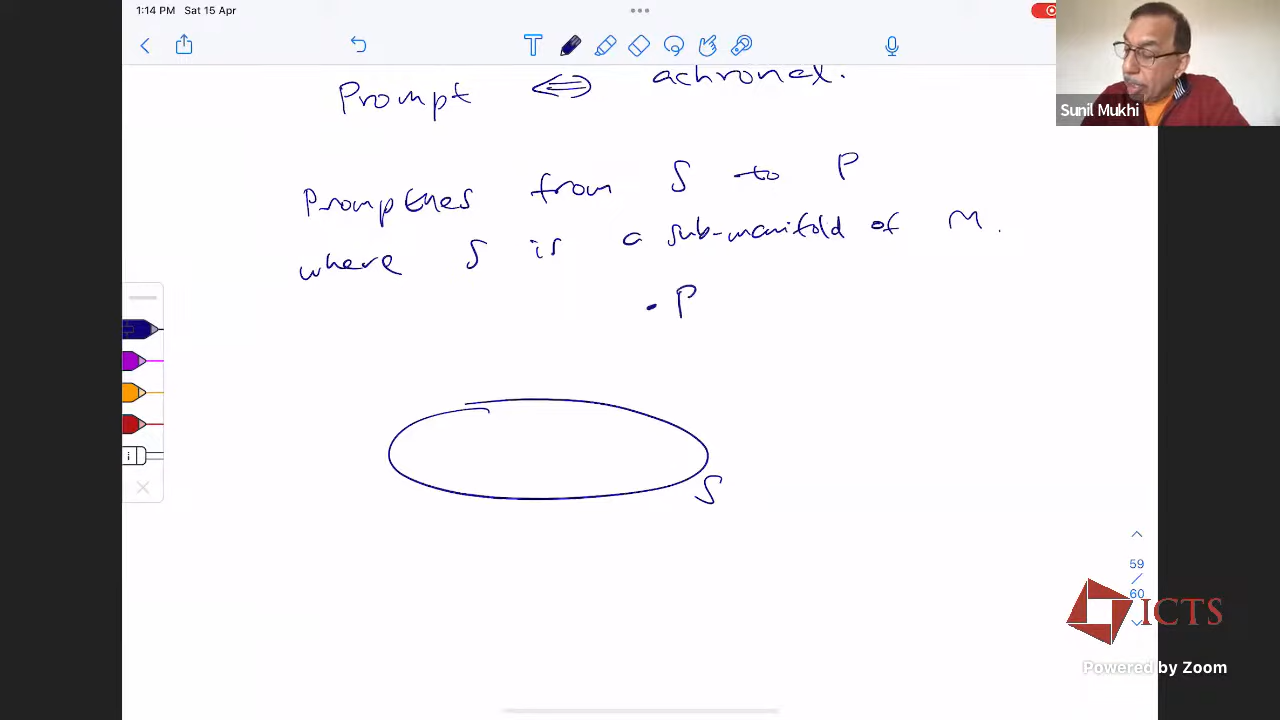 1:14 PM Sat 15 Apr
Sunil Mukhi
Prompt ⇔ achronal.
Promptness from S to P
where S is a sub-manifold of M.
• P
S
59
/
60
ICTS
Powered by Zoom